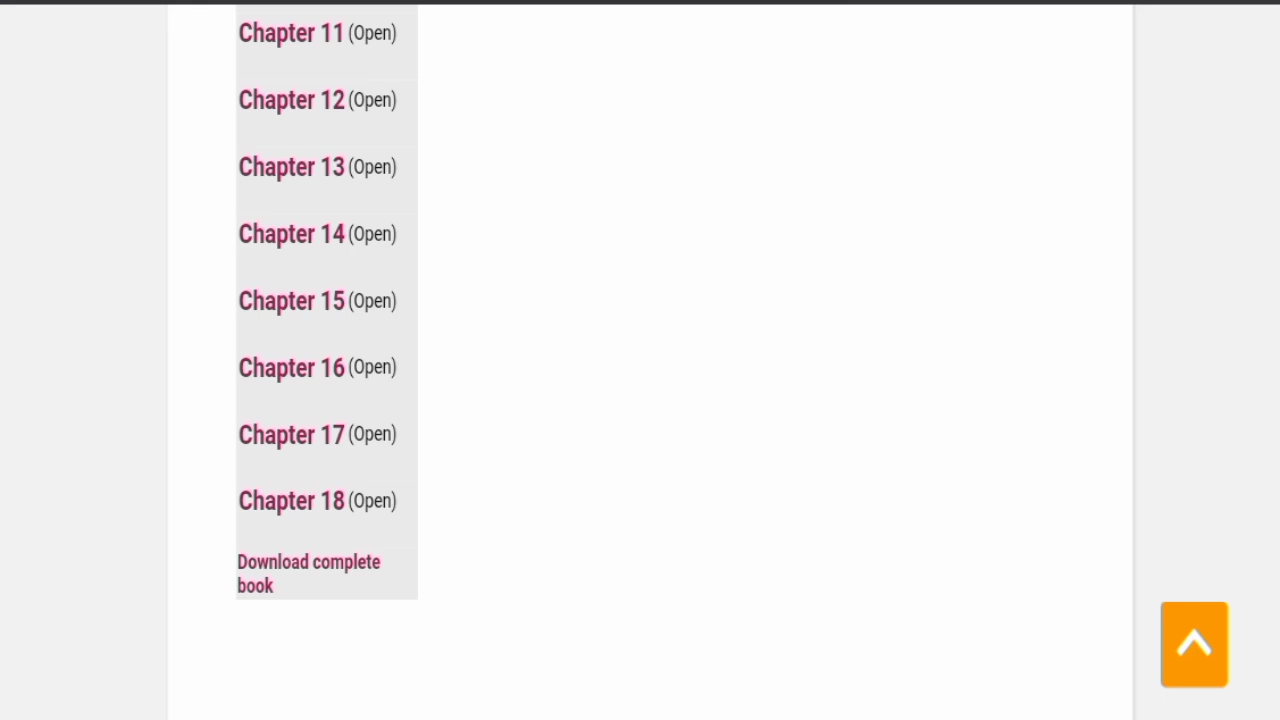 Chapter 11 (Open)
Chapter 12 (Open)
Chapter 13 (Open)
Chapter 14 (Open)
Chapter 15 (Open)
Chapter 16 (Open)
Chapter 17 (Open)
Chapter 18 (Open)
Download complete
book